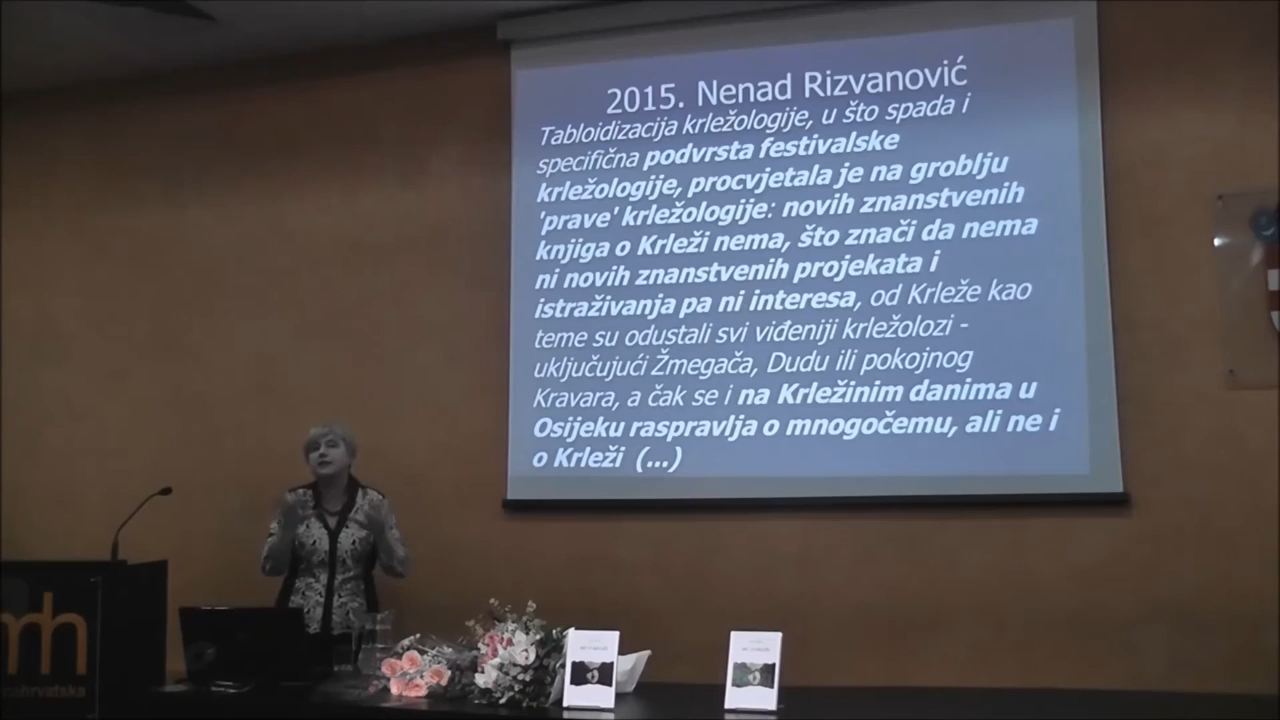 2015. Nenad Rizvanović
Tabloidizacija krležologije, u što spada i
specifična podvrsta festivalske
krležologije, procvjetala je na groblju
'prave' krležologije: novih znanstvenih
knjiga o Krleži nema, što znači da nema
ni novih znanstvenih projekata i
istraživanja pa ni interesa, od Krleže kao
teme su odustali svi viđeniji krležolozi -
uključujući Žmegača, Dudu ili pokojnog
Kravara, a čak se i na Krležinim danima u
Osijeku raspravlja o mnogočemu, ali ne i
o Krleži (...)
mh